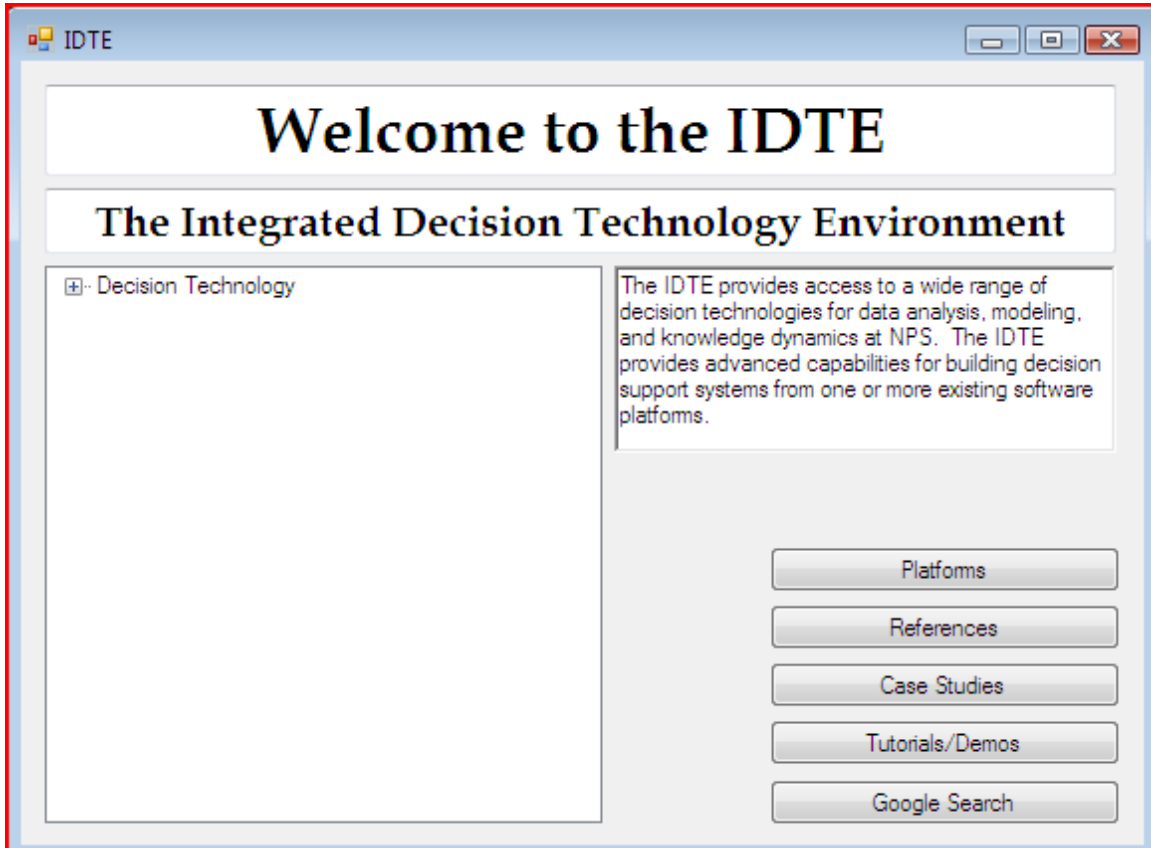 IDTE
Welcome to the IDTE
The Integrated Decision Technology Environment
Decision Technology
The IDTE provides access to a wide range of
decision technologies for data analysis, modeling,
and knowledge dynamics at NPS.  The IDTE
provides advanced capabilities for building decision
support systems from one or more existing software
platforms.
Platforms
References
Case Studies
Tutorials/Demos
Google Search